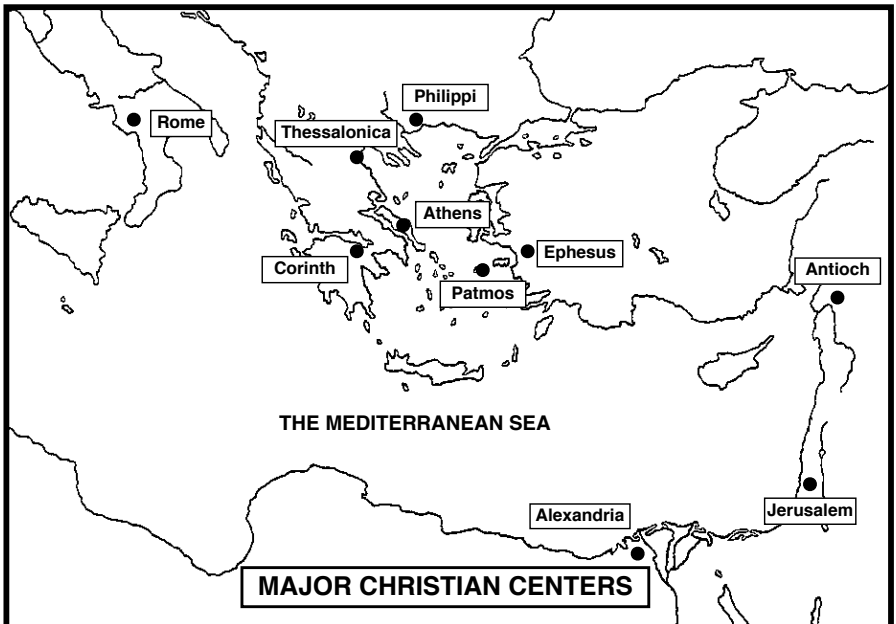 Philippi
Rome
Thessalonica
Athens
Ephesus
Corinth
Antioch
Patmos
THE MEDITERRANEAN SEA
Jerusalem
Alexandria
MAJOR CHRISTIAN CENTERS